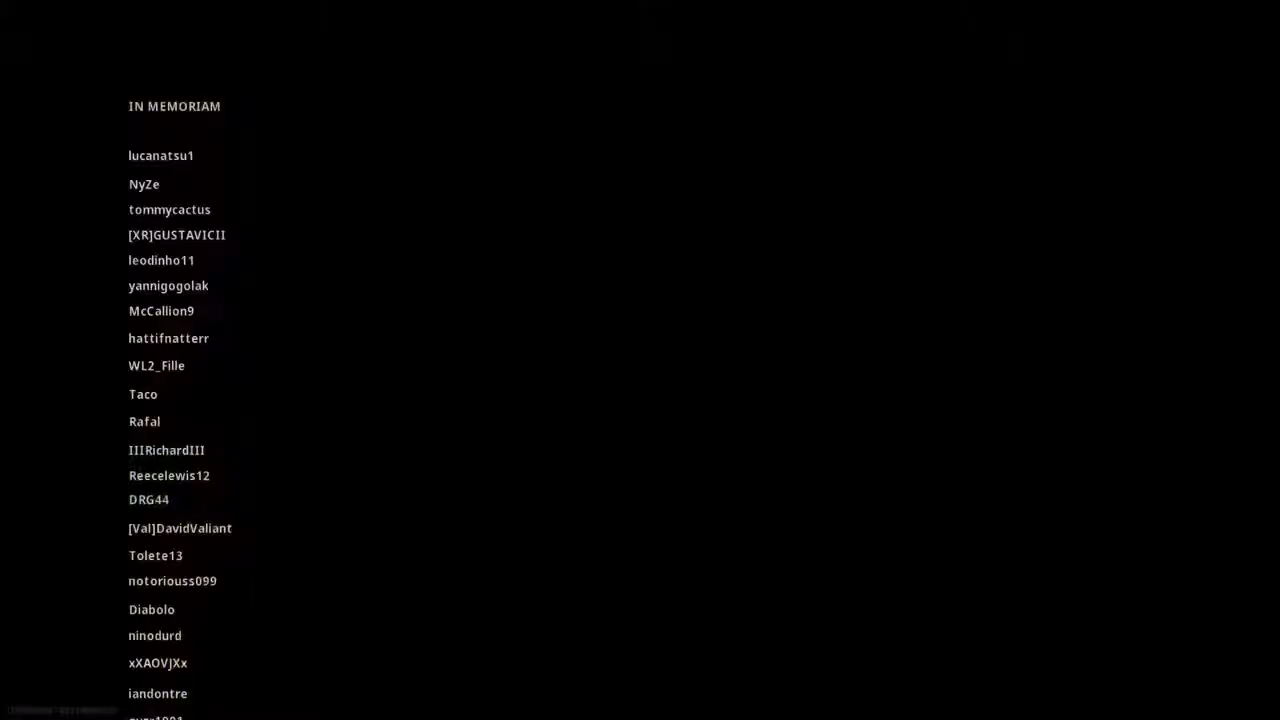 IN MEMORIAM
lucanatsu1
NyZe
tommycactus
[XR]GUSTAVICII
leodinho11
yannigogolak
McCallion9
hattifnatterr
WL2_Fille
Taco
Rafal
IIIRichardIII
Reecelewis12
DRG44
[Val]DavidValiant
Tolete13
notoriouss099
Diabolo
ninodurd
xXAOVJXx
iandontre